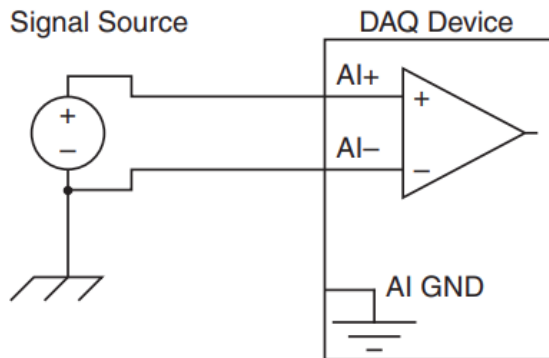 Signal Source
DAQ Device
AI+
+
+
AI–
–
–
AI GND